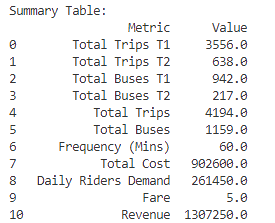 Summary Table:
Metric Value
0 Total Trips T1 3556.0
1 Total Trips T2 638.0
2 Total Buses T1 942.0
3 Total Buses T2 217.0
4 Total Trips 4194.0
5 Total Buses 1159.0
6 Frequency (Mins) 60.0
7 Total Cost 902600.0
8 Daily Riders Demand 261450.0
9 Fare 5.0
10 Revenue 1307250.0